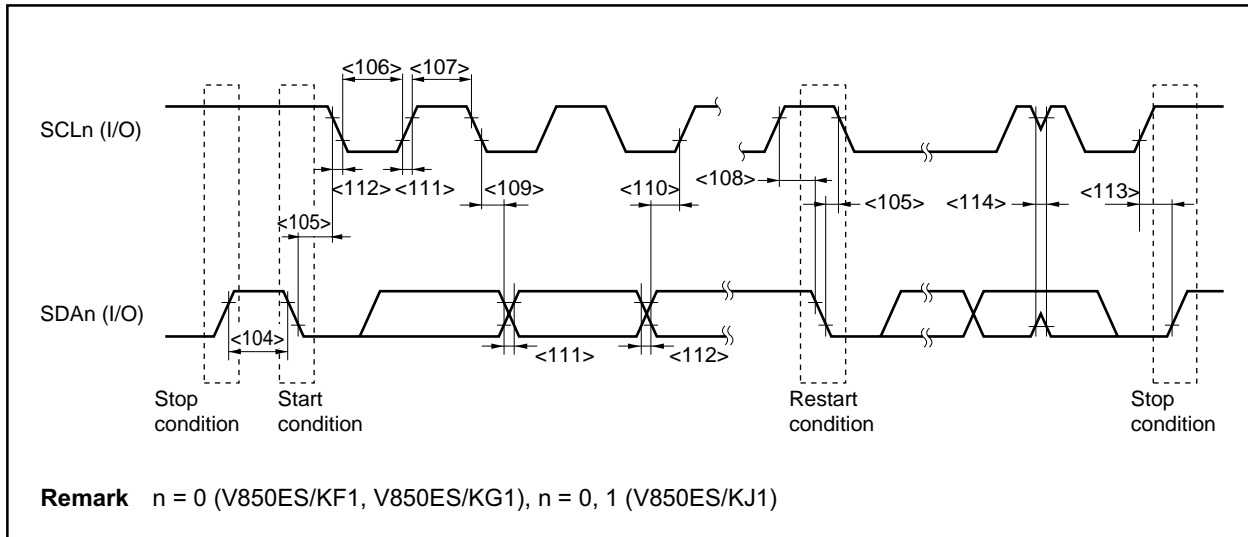 <106> <107>
SCLn (I/O)
<112> <111> <109> <110> <108> <105> <114> <113>
<105>
SDAn (I/O)
<104>
<111> <112>
Stop
condition
Start
condition
Restart
condition
Stop
condition
Remark n = 0 (V850ES/KF1, V850ES/KG1), n = 0, 1 (V850ES/KJ1)